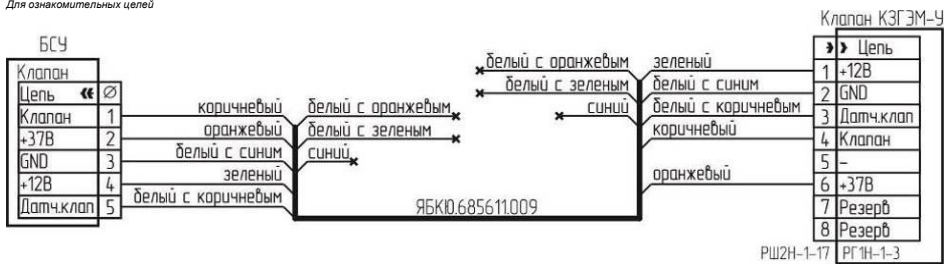 Для ознакомительных целей
Клапан КЗГЭМ-У
БСУ
Клапан
Цепь
Клапан 1
+37В 2
GND 3
+12В 4
Датч.клап 5
коричневый
оранжевый
белый с синим
зеленый
белый с коричневым
белый с оранжевым
белый с зеленым
синий
ЯБКЮ.685611.009
белый с оранжевым
белый с зеленым
синий
зеленый
белый с синим
белый с коричневым
коричневый
оранжевый
Цепь
1 +12В
2 GND
3 Датч.клап
4 Клапан
5 –
6 +37В
7 Резерв
8 Резерв
РШ2Н-1-17 РГ1Н-1-3